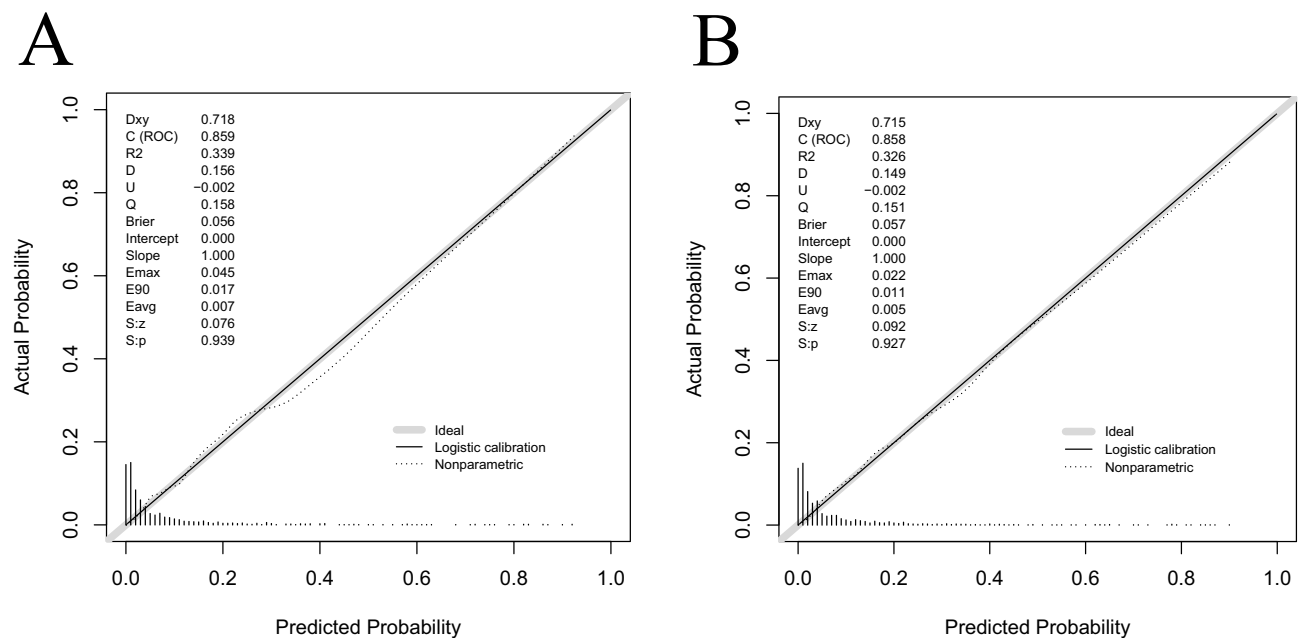 A
Actual Probability
1.0
0.8
0.6
0.4
0.2
0.0
Dxy 0.718
C (ROC) 0.859
R2 0.339
D 0.156
U −0.002
Q 0.158
Brier 0.056
Intercept 0.000
Slope 1.000
Emax 0.045
E90 0.017
Eavg 0.007
S:z 0.076
S:p 0.939
Ideal
Logistic calibration
Nonparametric
0.0 0.2 0.4 0.6 0.8 1.0
Predicted Probability
B
Actual Probability
1.0
0.8
0.6
0.4
0.2
0.0
Dxy 0.715
C (ROC) 0.858
R2 0.326
D 0.149
U −0.002
Q 0.151
Brier 0.057
Intercept 0.000
Slope 1.000
Emax 0.022
E90 0.011
Eavg 0.005
S:z 0.092
S:p 0.927
Ideal
Logistic calibration
Nonparametric
0.0 0.2 0.4 0.6 0.8 1.0
Predicted Probability